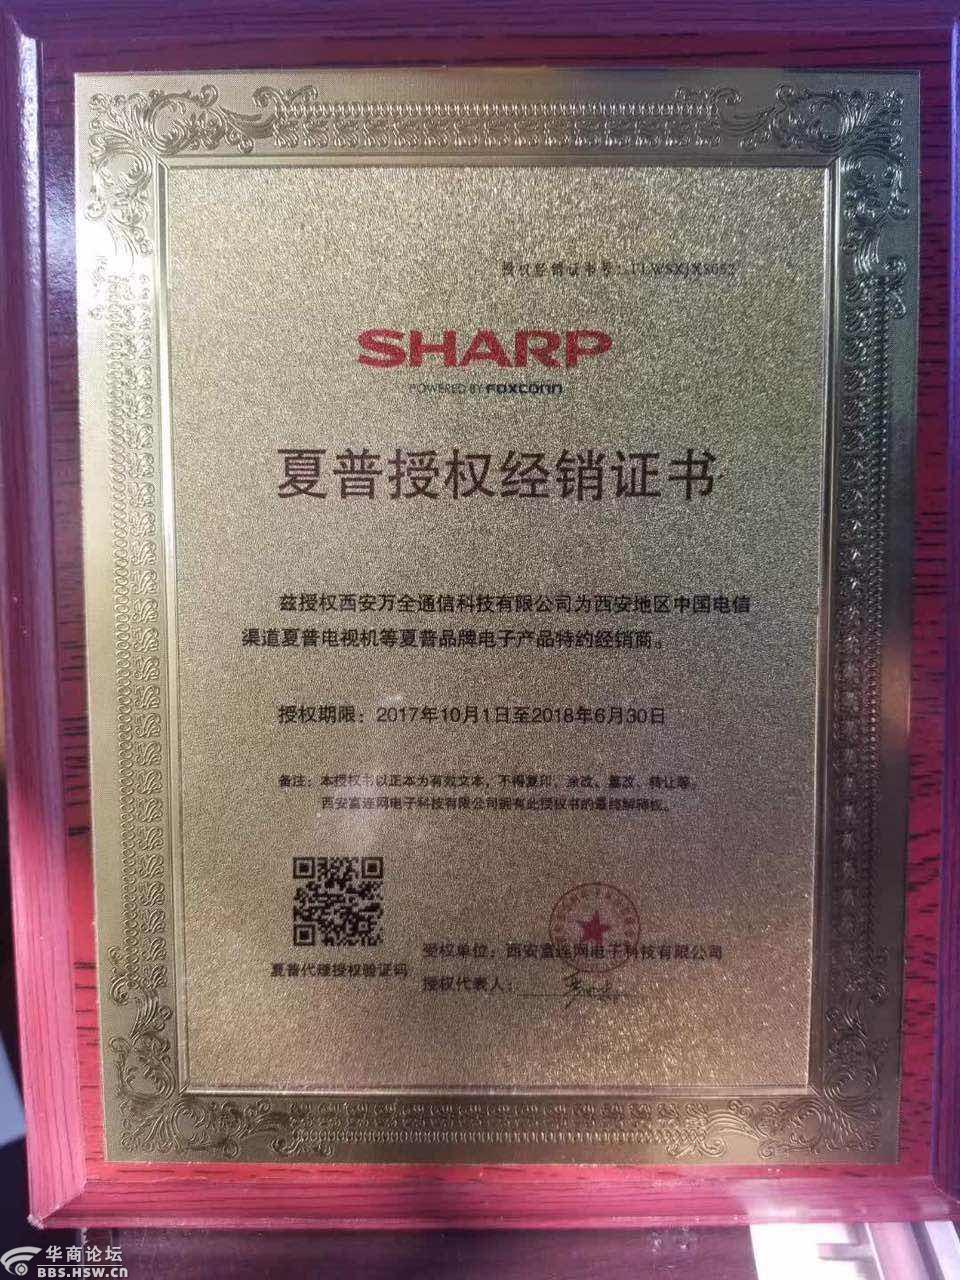 授权经销证书号：
SHARP
POWERED BY FOXCONN
夏普授权经销证书
兹授权西安万全通信科技有限公司为西安地区中国电信
渠道夏普电视机等夏普品牌电子产品特约经销商。
授权期限：2017年10月1日至2018年6月30日
备注：本授权书以正本为有效文本，不得复印、涂改、篡改、转让等。
西安富连网电子科技有限公司拥有此授权书的最终解释权。
夏普代理授权验证码
授权单位：西安富连网电子科技有限公司
授权代表人：
华商论坛
BBS.HSW.CN